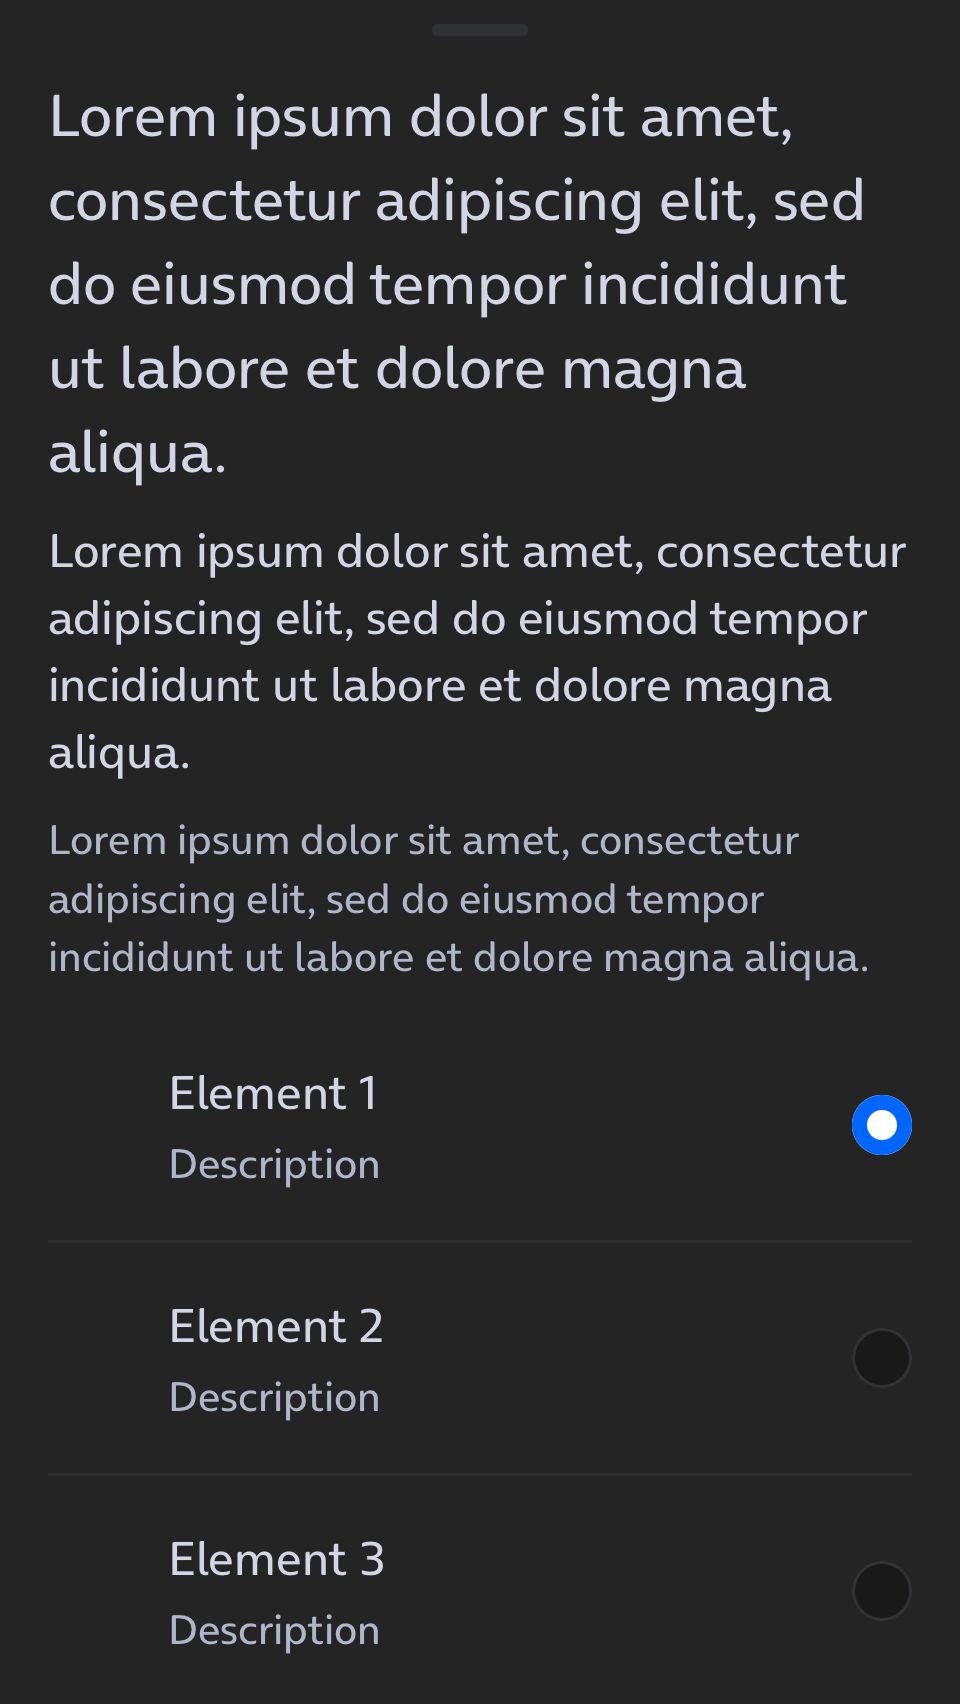 Lorem ipsum dolor sit amet,
consectetur adipiscing elit, sed
do eiusmod tempor incididunt
ut labore et dolore magna
aliqua.
Lorem ipsum dolor sit amet, consectetur
adipiscing elit, sed do eiusmod tempor
incididunt ut labore et dolore magna
aliqua.
Lorem ipsum dolor sit amet, consectetur
adipiscing elit, sed do eiusmod tempor
incididunt ut labore et dolore magna aliqua.
Element 1
Description
Element 2
Description
Element 3
Description